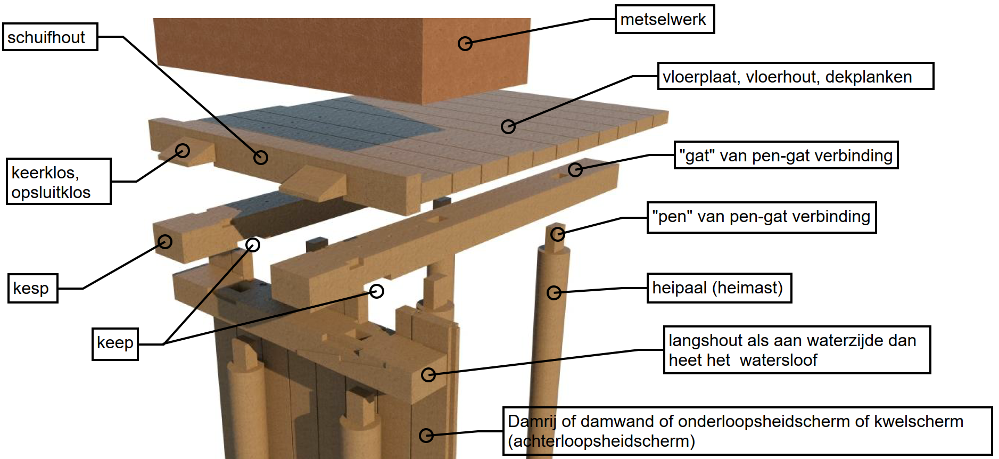 metselwerk
schuifhout
vloerplaat, vloerhout, dekplanken
"gat" van pen-gat verbinding
keerklos,
opsluitklos
"pen" van pen-gat verbinding
kesp
heipaal (heimast)
keep
langshout als aan waterzijde dan
heet het  watersloof
Damrij of damwand of onderloopsheidscherm of kwelscherm
(achterloopsheidscherm)